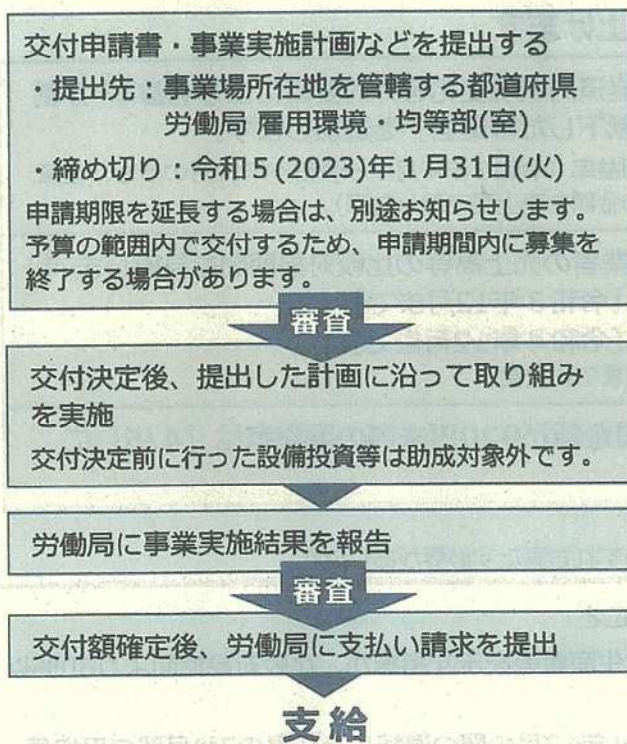 交付申請書・事業実施計画などを提出する
・提出先：事業場所在地を管轄する都道府県
労働局 雇用環境・均等部(室)
・締め切り：令和５(2023)年１月31日(火)
申請期限を延長する場合は、別途お知らせします。
予算の範囲内で交付するため、申請期間内に募集を
終了する場合があります。
審査
交付決定後、提出した計画に沿って取り組み
を実施
交付決定前に行った設備投資等は助成対象外です。
労働局に事業実施結果を報告
審査
交付額確定後、労働局に支払い請求を提出
支給